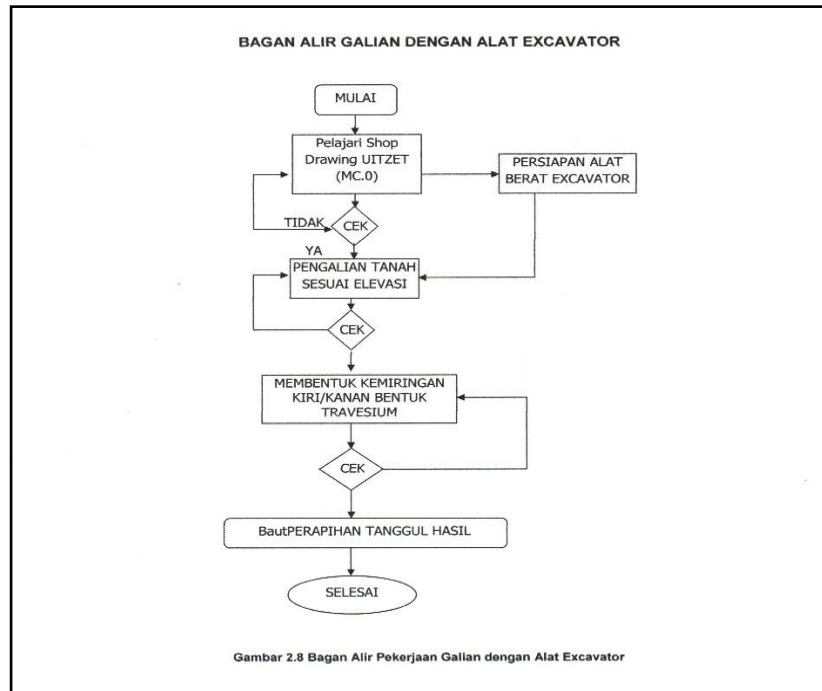 BAGAN ALIR GALIAN DENGAN ALAT EXCAVATOR
MULAI
Pelajari Shop
Drawing UITZET
(MC.0)
PERSIAPAN ALAT
BERAT EXCAVATOR
TIDAK
CEK
YA
PENGALIAN TANAH
SESUAI ELEVASI
CEK
MEMBENTUK KEMIRINGAN
KIRI/KANAN BENTUK
TRAVESIUM
CEK
BautPERAPIHAN TANGGUL HASIL
SELESAI
Gambar 2.8 Bagan Alir Pekerjaan Galian dengan Alat Excavator